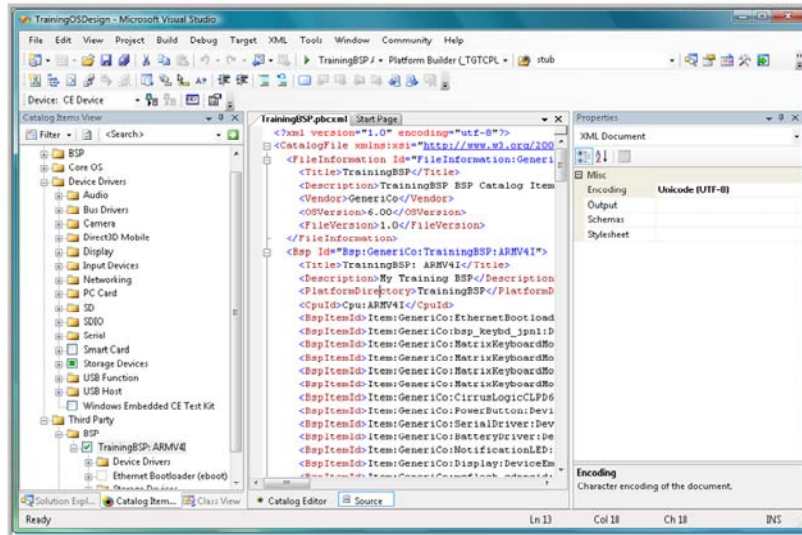 TrainingOSDesign - Microsoft Visual Studio
File Edit View Project Build Debug Target XML Tools Window Community Help
TrainingBSP / Platform Builder (_TGTCPL stub
Device: CE Device
Catalog Items View
Filter <Search>
BSP
Core OS
Device Drivers
Audio
Bus Drivers
Camera
Direct3D Mobile
Display
Input Devices
Networking
PC Card
SD
SDIO
Serial
Smart Card
Storage Devices
USB Function
USB Host
Windows Embedded CE Test Kit
Third Party
BSP
TrainingBSP: ARMV4I
Device Drivers
Ethernet Bootloader (eboot)
Storage Devices
Solution Expl... Catalog Item... Class View
TrainingBSP.pbcxml Start Page
<?xml version="1.0" encoding="utf-8"?>
<CatalogFile xmlns:xsi="http://www.w3.org/200
<FileInformation Id="FileInformation:Generi
<Title>TrainingBSP</Title>
<Description>TrainingBSP BSP Catalog Item
<Vendor>GeneriCo</Vendor>
<OSVersion>6.00</OSVersion>
<FileVersion>1.0</FileVersion>
</FileInformation>
<Bsp Id="Bsp:GeneriCo:TrainingBSP:ARMV4I">
<Title>TrainingBSP: ARMV4I</Title>
<Description>My Training BSP</Description
<PlatformDirectory>TrainingBSP</PlatformD
<CpuId>Cpu:ARMV4I</CpuId>
<BspItemId>Item:GeneriCo:EthernetBootload
<BspItemId>Item:GeneriCo:bsp_keybd_jpn1:D
<BspItemId>Item:GeneriCo:MatrixKeyboardMo
<BspItemId>Item:GeneriCo:MatrixKeyboardMo
<BspItemId>Item:GeneriCo:MatrixKeyboardMo
<BspItemId>Item:GeneriCo:MatrixKeyboardMo
<BspItemId>Item:GeneriCo:CirrusLogicCLPD6
<BspItemId>Item:GeneriCo:PowerButton:Devi
<BspItemId>Item:GeneriCo:SerialDriver:Dev
<BspItemId>Item:GeneriCo:BatteryDriver:De
<BspItemId>Item:GeneriCo:NotificationLED:
<BspItemId>Item:GeneriCo:Display:DeviceEm
Catalog Editor Source
Properties
XML Document
Misc
Encoding Unicode (UTF-8)
Output
Schemas
Stylesheet
Encoding
Character encoding of the document.
Ready Ln 13 Col 18 Ch 18 INS